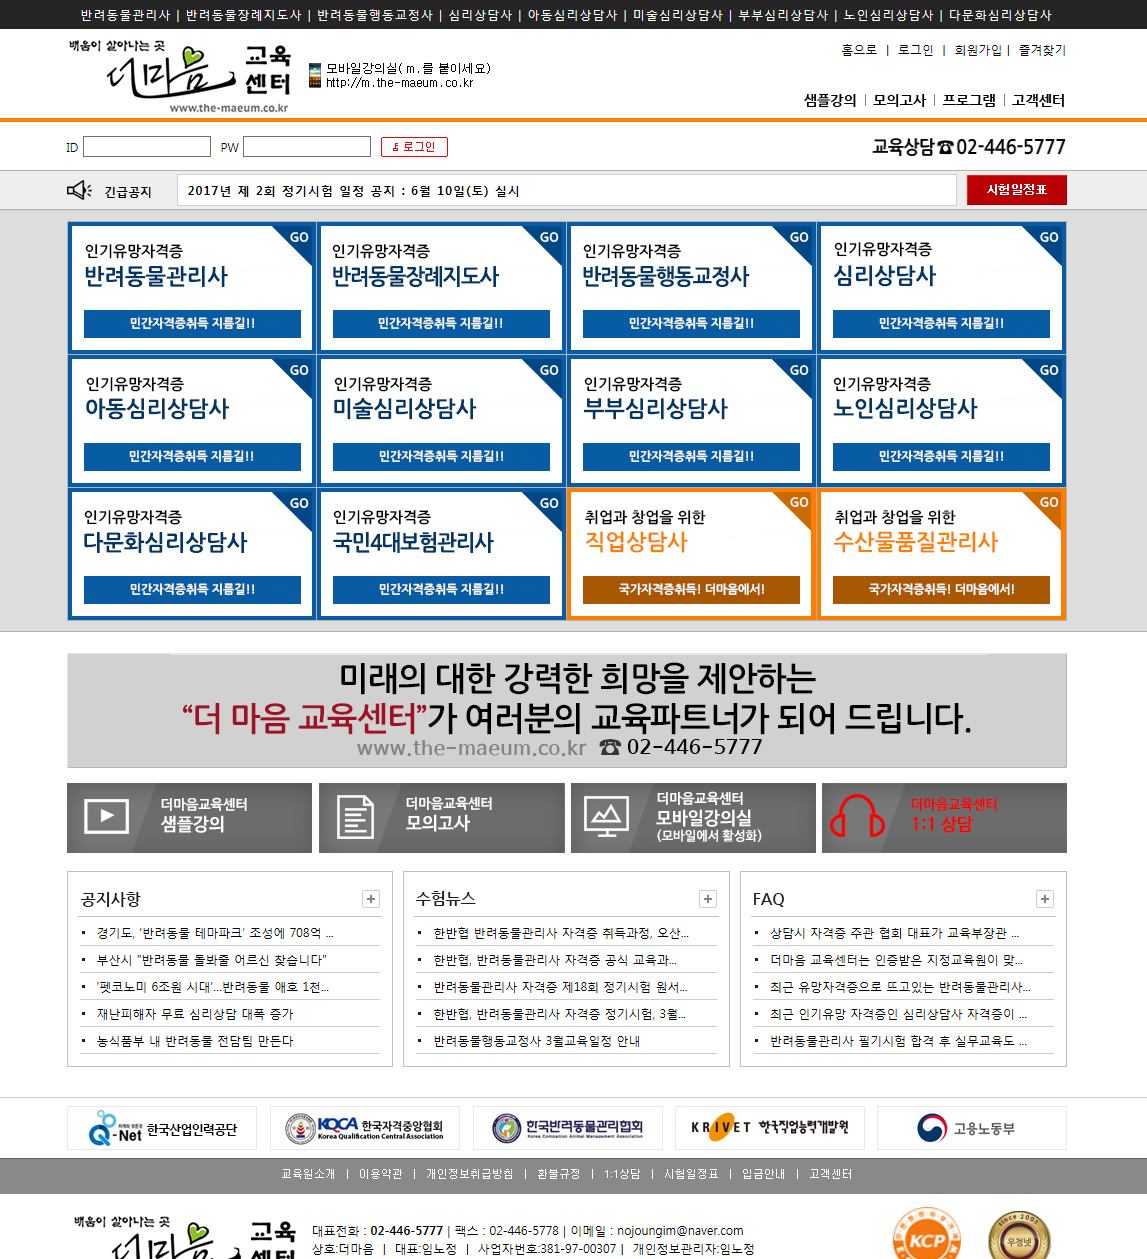 반려동물관리사 | 반려동물장례지도사 | 반려동물행동교정사 | 심리상담사 | 아동심리상담사 | 미술심리상담사 | 부부심리상담사 | 노인심리상담사 | 다문화심리상담사
배움이 살아나는 곳
더마음 교육센터
www.the-maeum.co.kr
모바일강의실( m.를 붙이세요)
http://m.the-maeum.co.kr
홈으로 | 로그인 | 회원가입 | 즐겨찾기
샘플강의 | 모의고사 | 프로그램 | 고객센터
ID PW 로그인
교육상담☎02-446-5777
긴급공지 2017년 제 2회 정기시험 일정 공지 : 6월 10일(토) 실시 시험일정표
GO GO GO GO
인기유망자격증 인기유망자격증 인기유망자격증 인기유망자격증
반려동물관리사 반려동물장례지도사 반려동물행동교정사 심리상담사
민간자격증취득 지름길!! 민간자격증취득 지름길!! 민간자격증취득 지름길!! 민간자격증취득 지름길!!
GO GO GO GO
인기유망자격증 인기유망자격증 인기유망자격증 인기유망자격증
아동심리상담사 미술심리상담사 부부심리상담사 노인심리상담사
민간자격증취득 지름길!! 민간자격증취득 지름길!! 민간자격증취득 지름길!! 민간자격증취득 지름길!!
GO GO GO GO
인기유망자격증 인기유망자격증 취업과 창업을 위한 취업과 창업을 위한
다문화심리상담사 국민4대보험관리사 직업상담사 수산물품질관리사
민간자격증취득 지름길!! 민간자격증취득 지름길!! 국가자격증취득! 더마음에서! 국가자격증취득! 더마음에서!
미래의 대한 강력한 희망을 제안하는
“더 마음 교육센터”가 여러분의 교육파트너가 되어 드립니다.
www.the-maeum.co.kr ☎ 02-446-5777
더마음교육센터
샘플강의
더마음교육센터
모의고사
더마음교육센터
모바일강의실
(모바일에서 활성화)
더마음교육센터
1:1 상담
공지사항
경기도, ‘반려동물 테마파크’ 조성에 708억 ...
부산시 "반려동물 돌봐줄 어르신 찾습니다"
'펫코노미 6조원 시대'…반려동물 애호 1천...
재난피해자 무료 심리상담 대폭 증가
농식품부 내 반려동물 전담팀 만든다
수험뉴스
한반협 반려동물관리사 자격증 취득과정, 오산...
한반협, 반려동물관리사 자격증 공식 교육과...
반려동물관리사 자격증 제18회 정기시험 원서...
한반협, 반려동물관리사 자격증 정기시험, 3월...
반려동물행동교정사 3월교육일정 안내
FAQ
상담시 자격증 주관 협회 대표가 교육부장관 ...
더마음 교육센터는 인증받은 지정교육원이 맞...
최근 유망자격증으로 뜨고있는 반려동물관리사...
최근 인기유망 자격증인 심리상담사 자격증이 ...
반려동물관리사 필기시험 합격 후 실무교육도 ...
Q-Net 한국산업인력공단
KQCA 한국자격중앙협회
Korea Qualification Central Association
한국반려동물관리협회
Korea Companion Animal Management Association
KRIVET 한국직업능력개발원
고용노동부
교육원소개 | 이용약관 | 개인정보취급방침 | 환불규정 | 1:1상담 | 시험일정표 | 입금안내 | 고객센터
배움이 살아나는 곳
더마음 교육센터
대표전화 : 02-446-5777 | 팩스 : 02-446-5778 | 이메일 : nojoungim@naver.com
상호:더마음 | 대표:임노정 | 사업자번호:381-97-00307 | 개인정보관리자:임노정
KCP
since 2003
우정넷